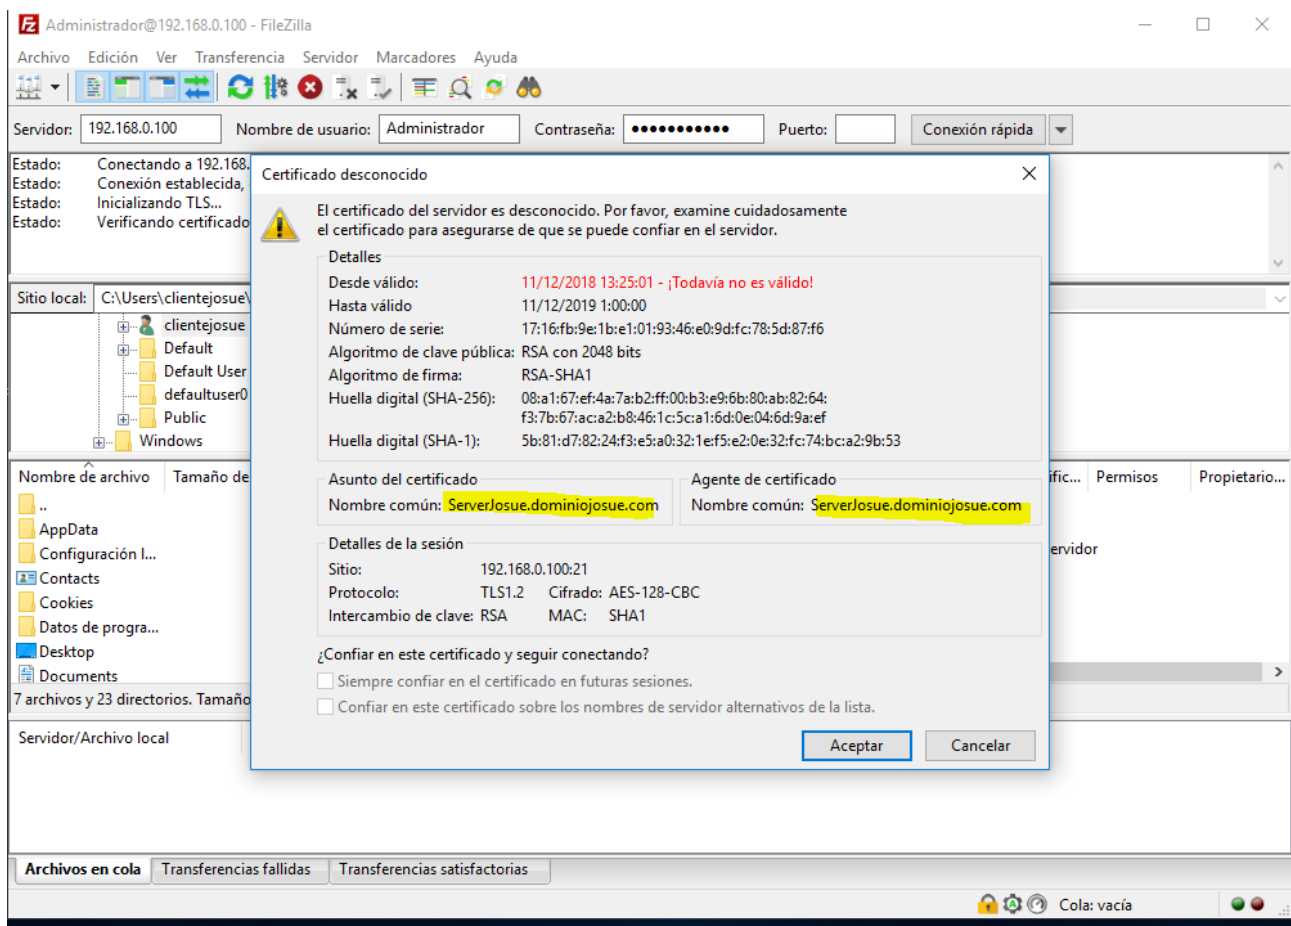 Administrador@192.168.0.100 - FileZilla
Archivo Edición Ver Transferencia Servidor Marcadores Ayuda
Servidor: 192.168.0.100 Nombre de usuario: Administrador Contraseña: ●●●●●●●●●●● Puerto: Conexión rápida
Estado: Conectando a 192.168.
Estado: Conexión establecida,
Estado: Inicializando TLS...
Estado: Verificando certificado
Sitio local: C:\Users\clientejosue\
clientejosue
Default
Default User
defaultuser0
Public
Windows
Nombre de archivo Tamaño de
..
AppData
Configuración l...
Contacts
Cookies
Datos de progra...
Desktop
Documents
7 archivos y 23 directorios. Tamaño
Certificado desconocido
El certificado del servidor es desconocido. Por favor, examine cuidadosamente
el certificado para asegurarse de que se puede confiar en el servidor.
Detalles
Desde válido: 11/12/2018 13:25:01 - ¡Todavía no es válido!
Hasta válido 11/12/2019 1:00:00
Número de serie: 17:16:fb:9e:1b:e1:01:93:46:e0:9d:fc:78:5d:87:f6
Algoritmo de clave pública: RSA con 2048 bits
Algoritmo de firma: RSA-SHA1
Huella digital (SHA-256): 08:a1:67:ef:4a:7a:b2:ff:00:b3:e9:6b:80:ab:82:64:
f3:7b:67:ac:a2:b8:46:1c:5c:a1:6d:0e:04:6d:9a:ef
Huella digital (SHA-1): 5b:81:d7:82:24:f3:e5:a0:32:1e:f5:e2:0e:32:fc:74:bc:a2:9b:53
Asunto del certificado
Nombre común: ServerJosue.dominiojosue.com
Agente de certificado
Nombre común: ServerJosue.dominiojosue.com
Detalles de la sesión
Sitio: 192.168.0.100:21
Protocolo: TLS1.2 Cifrado: AES-128-CBC
Intercambio de clave: RSA MAC: SHA1
¿Confiar en este certificado y seguir conectando?
Siempre confiar en el certificado en futuras sesiones.
Confiar en este certificado sobre los nombres de servidor alternativos de la lista.
Aceptar Cancelar
ific... Permisos Propietario...
ervidor
Servidor/Archivo local
Archivos en cola Transferencias fallidas Transferencias satisfactorias
Cola: vacía